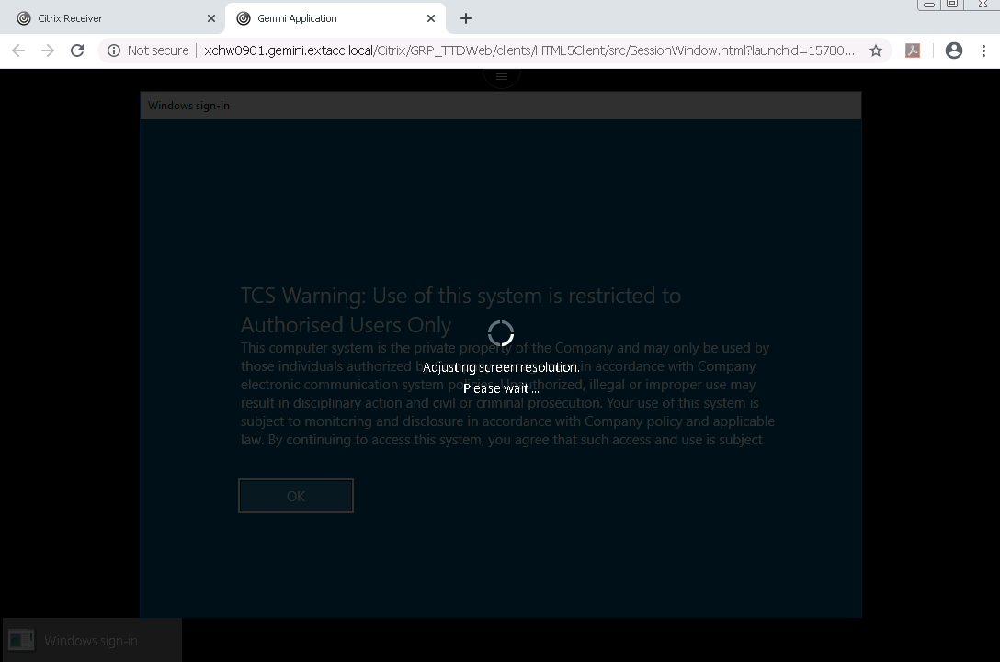 Citrix Receiver
Gemini Application
Not secure
xchw0901.gemini.extacc.local/Citrix/GRP_TTDWeb/clients/HTML5Client/src/SessionWindow.html?launchid=15780...
Windows sign-in
TCS Warning: Use of this system is restricted to
Authorised Users Only
This computer system is the private property of the Company and may only be used by
those individuals authorized in accordance with Company
electronic communication system Unauthorized, illegal or improper use may
result in disciplinary action and civil or criminal prosecution. Your use of this system is
subject to monitoring and disclosure in accordance with Company policy and applicable
law. By continuing to access this system, you agree that such access and use is subject
Adjusting screen resolution.
Please wait ...
OK
Windows sign-in